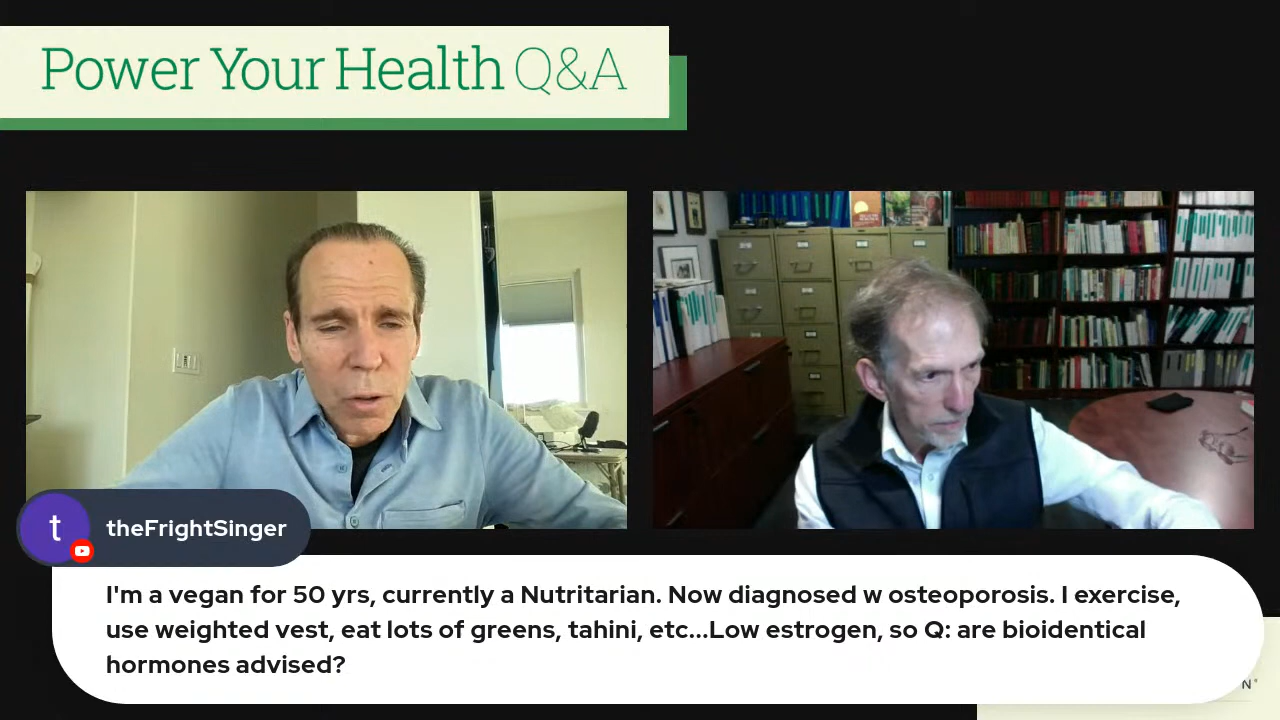 Power Your Health Q&A
t
theFrightSinger
I'm a vegan for 50 yrs, currently a Nutritarian. Now diagnosed w osteoporosis. I exercise,
use weighted vest, eat lots of greens, tahini, etc...Low estrogen, so Q: are bioidentical
hormones advised?